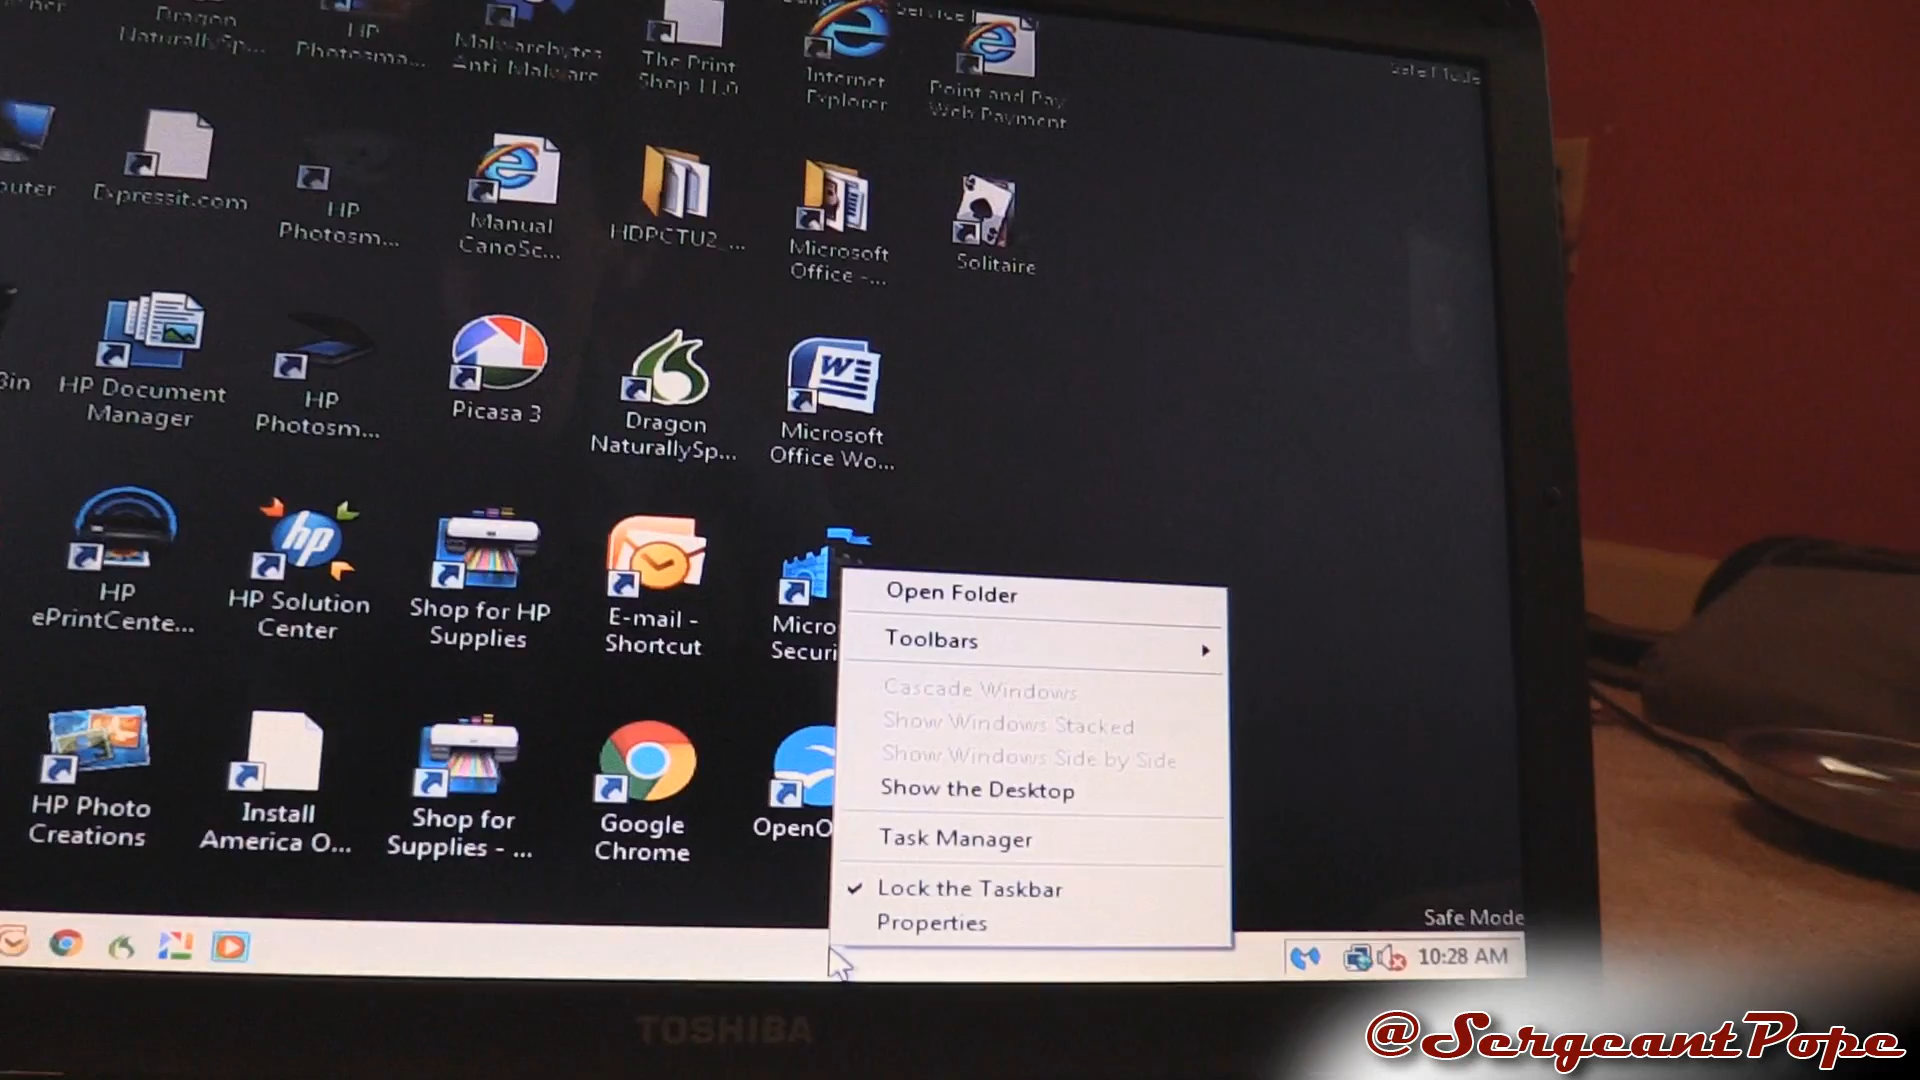 Dragon
NaturallySp...
HP
Photosma...
Malwarebytes
Anti-Malware
The Print
Shop 11.0
Internet
Explorer
Point and Pay
Web Payment
Safe Mode
Expressit.com
HP
Photosm...
Manual
CanoSc...
HDPCTU2_...
Microsoft
Office -...
Solitaire
Bin
HP Document
Manager
HP
Photosm...
Picasa 3
Dragon
NaturallySp...
W
Microsoft
Office Wo...
HP
ePrintCente...
hp
HP Solution
Center
Shop for HP
Supplies
E-mail -
Shortcut
Micro
Securi
HP Photo
Creations
Install
America O...
Shop for
Supplies - ...
Google
Chrome
OpenO
Open Folder
Toolbars
Cascade Windows
Show Windows Stacked
Show Windows Side by Side
Show the Desktop
Task Manager
Lock the Taskbar
Properties
Safe Mode
10:28 AM
TOSHIBA
@SergeantPope